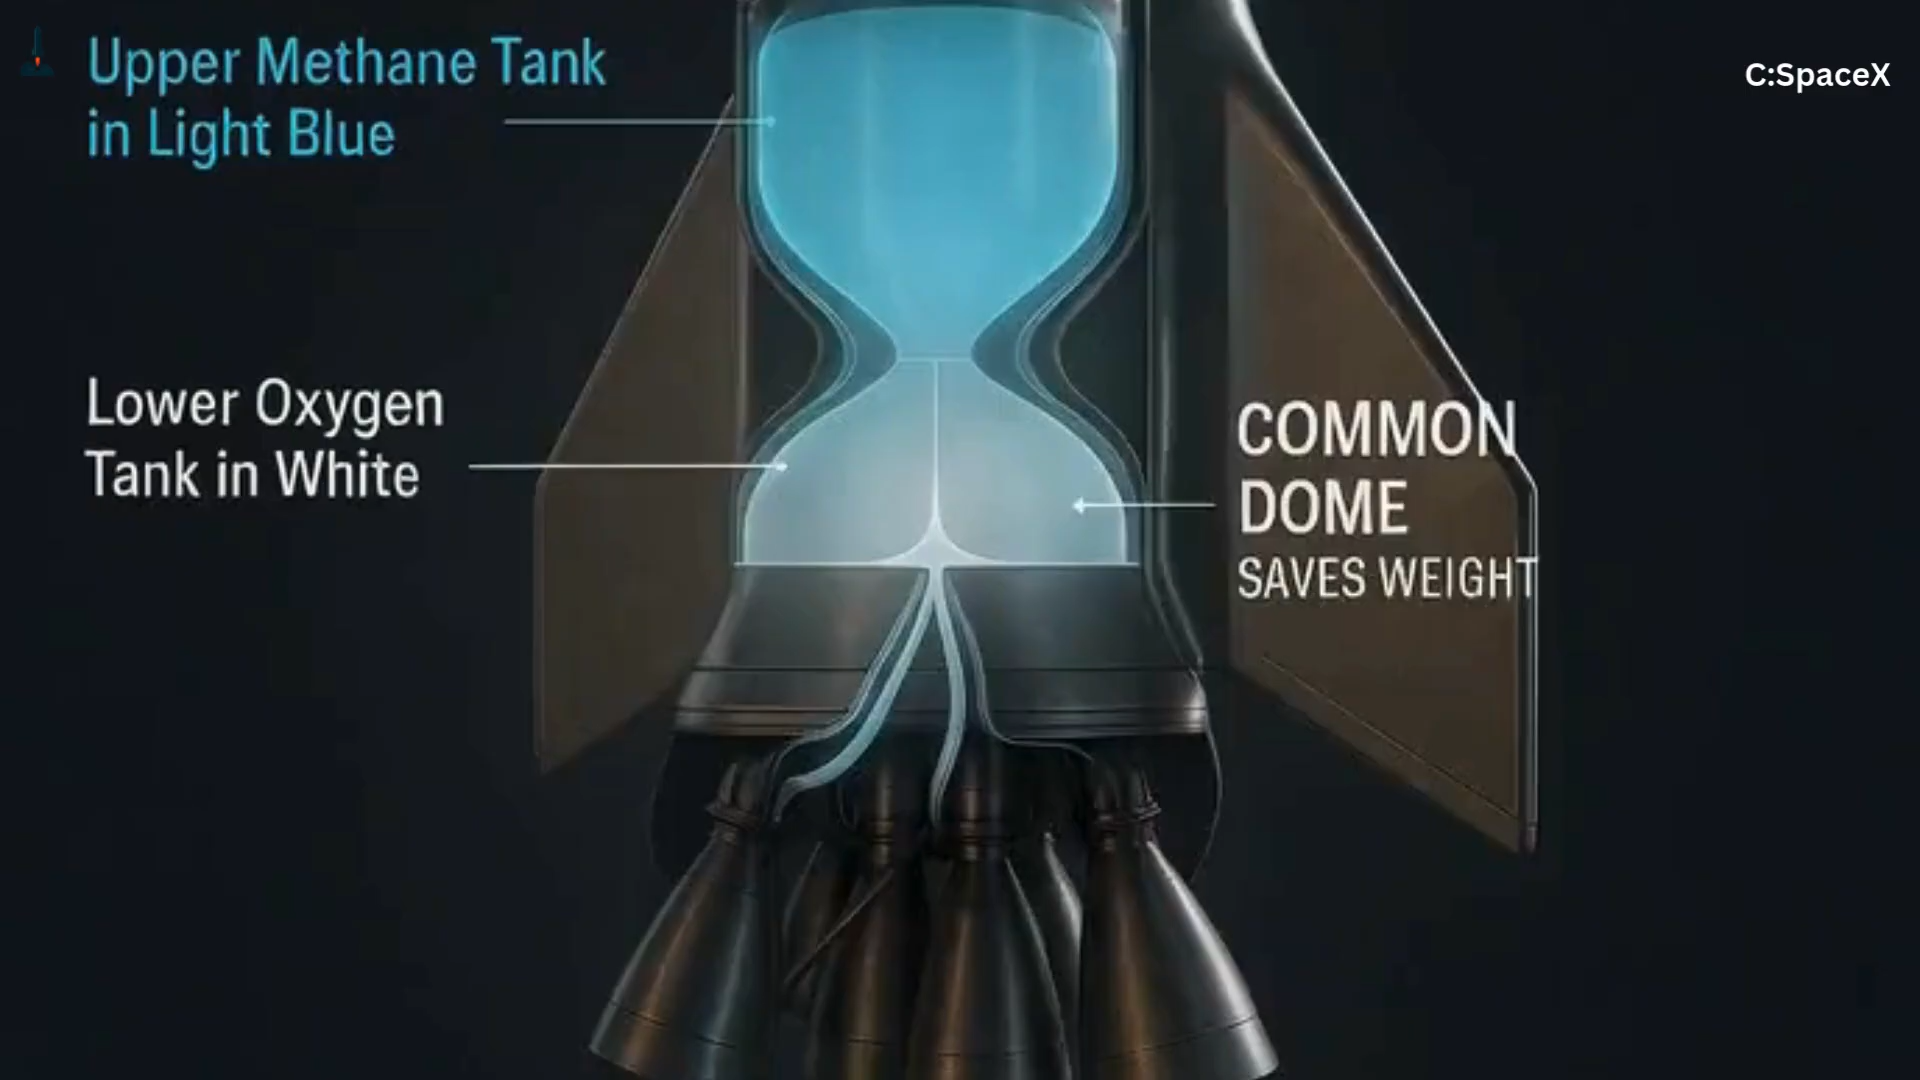 Upper Methane Tank
in Light Blue
C:SpaceX
Lower Oxygen
Tank in White
COMMON
DOME
SAVES WEIGHT